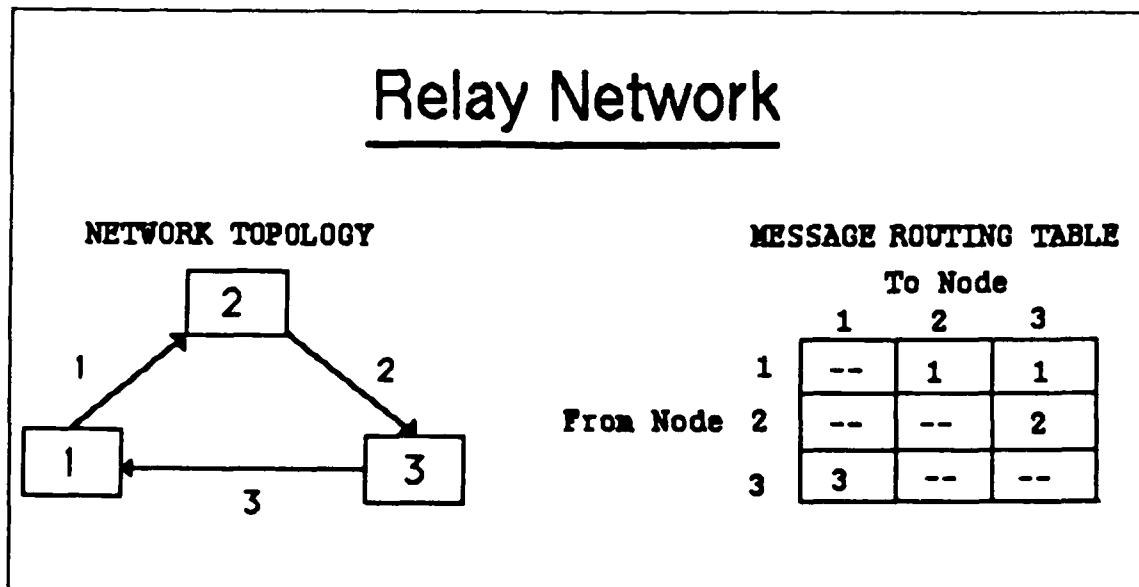 Relay Network
NETWORK TOPOLOGY
2
1
2
1
3
3
MESSAGE ROUTING TABLE
To Node
1 2 3
1 -- 1 1
From Node 2 -- -- 2
3 3 -- --